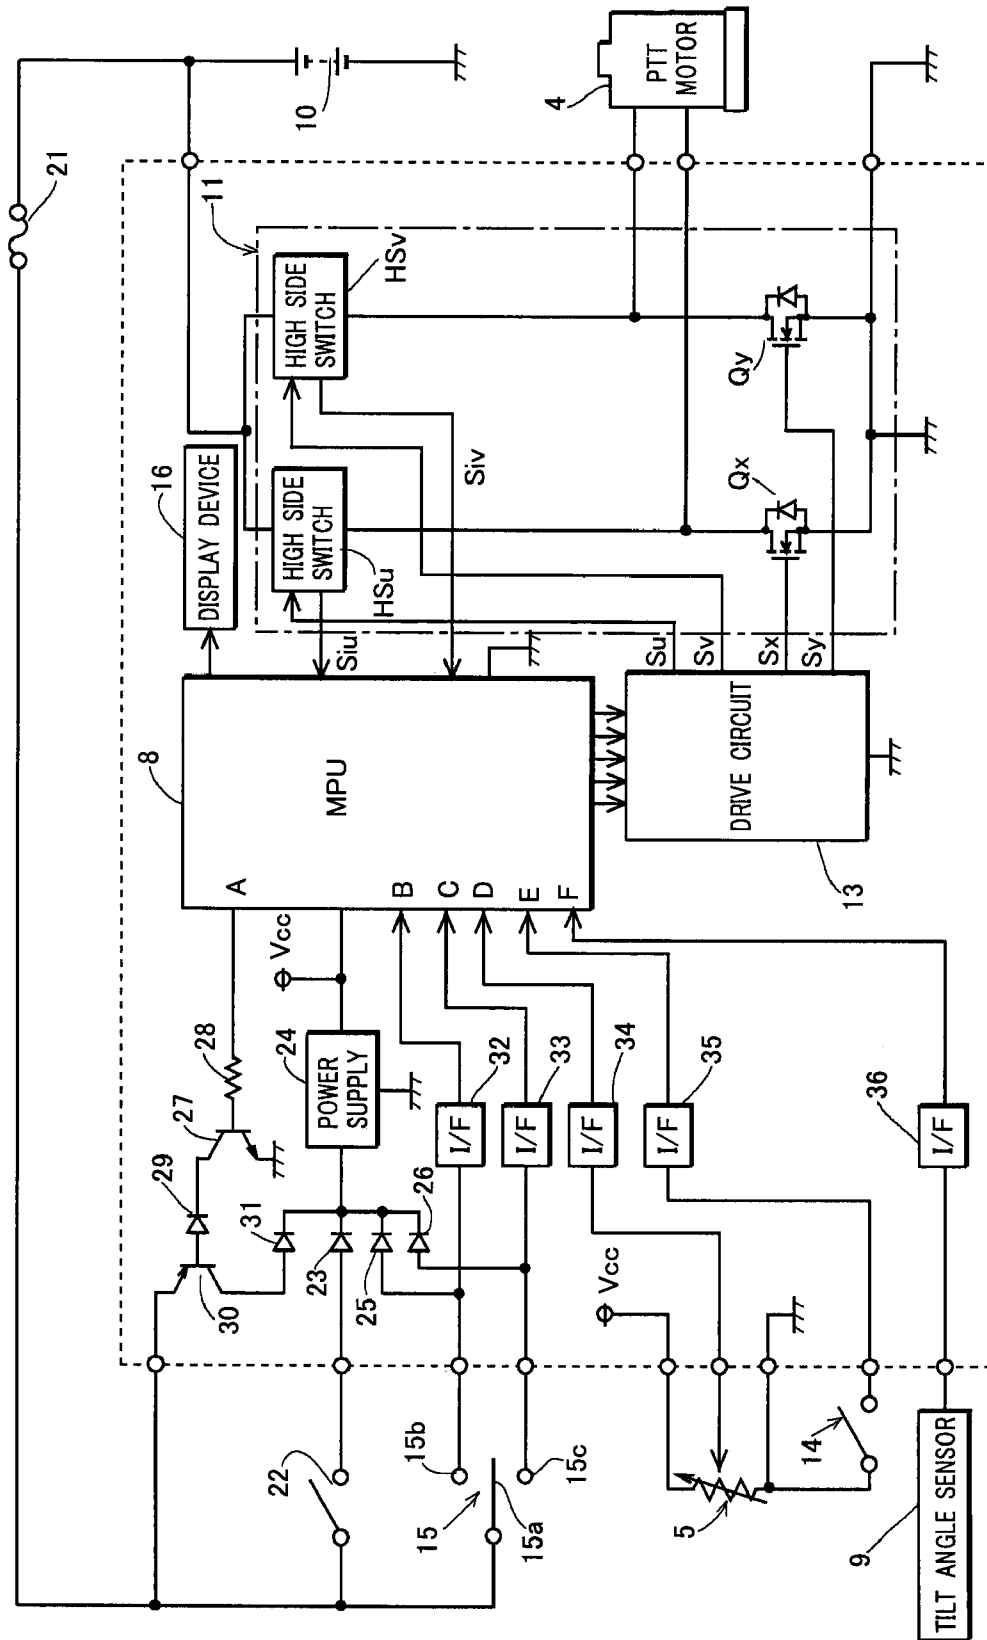 21
10
4
PTT
MOTOR
11
HIGH SIDE
SWITCH
HSv
HIGH SIDE
SWITCH
HSu
Qy
Qx
16
DISPLAY DEVICE
Siv
Siu
Su
Sv
Sx
Sy
8
MPU
A
B
C
D
E
F
DRIVE CIRCUIT
13
Vcc
28
27
29
30
31
23
25
26
24
POWER
SUPPLY
I/F
32
I/F
33
I/F
34
I/F
35
I/F
36
Vcc
22
15b
15
15a
15c
5
14
9
TILT ANGLE SENSOR